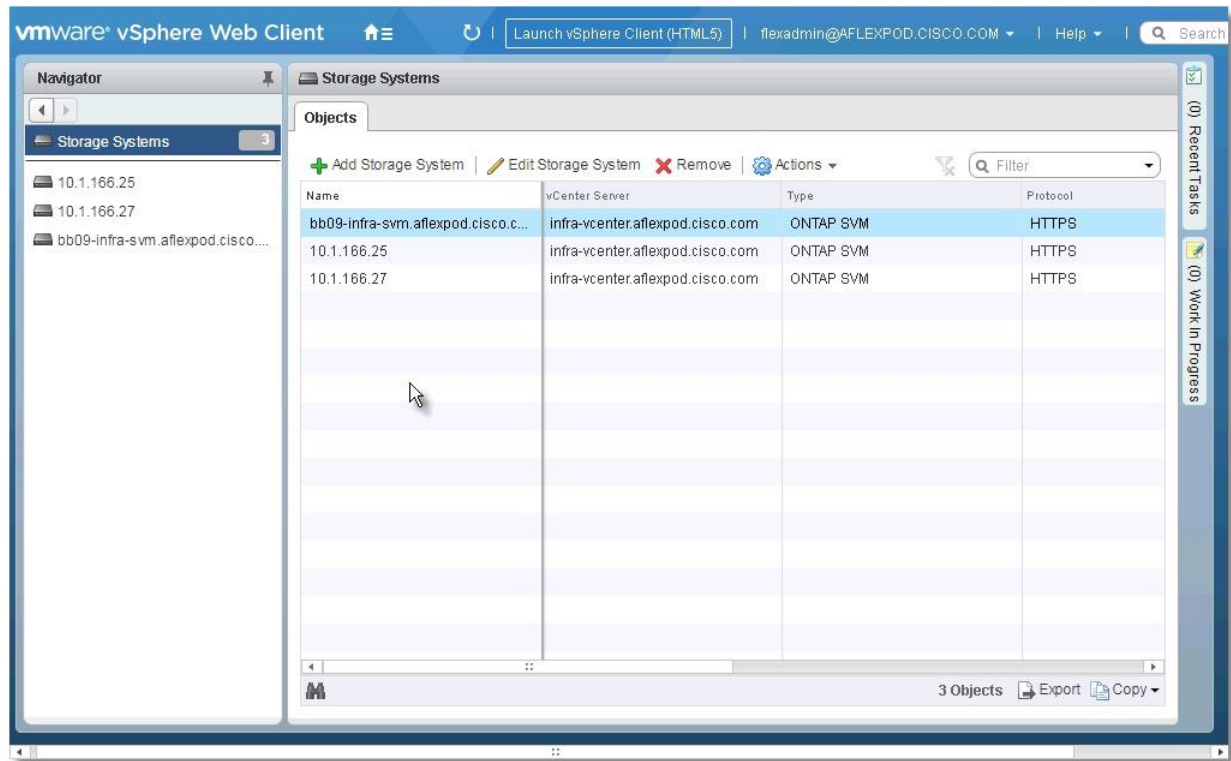 vmware® vSphere Web Client
Launch vSphere Client (HTML5)
flexadmin@AFLEXPOD.CISCO.COM
Help
Search
Navigator
Storage Systems 3
10.1.166.25
10.1.166.27
bb09-infra-svm.aflexpod.cisco....
Storage Systems
Objects
Add Storage System
Edit Storage System
Remove
Actions
Filter
Name vCenter Server Type Protocol
bb09-infra-svm.aflexpod.cisco.c... infra-vcenter.aflexpod.cisco.com ONTAP SVM HTTPS
10.1.166.25 infra-vcenter.aflexpod.cisco.com ONTAP SVM HTTPS
10.1.166.27 infra-vcenter.aflexpod.cisco.com ONTAP SVM HTTPS
3 Objects Export Copy
(0) Recent Tasks
(0) Work In Progress